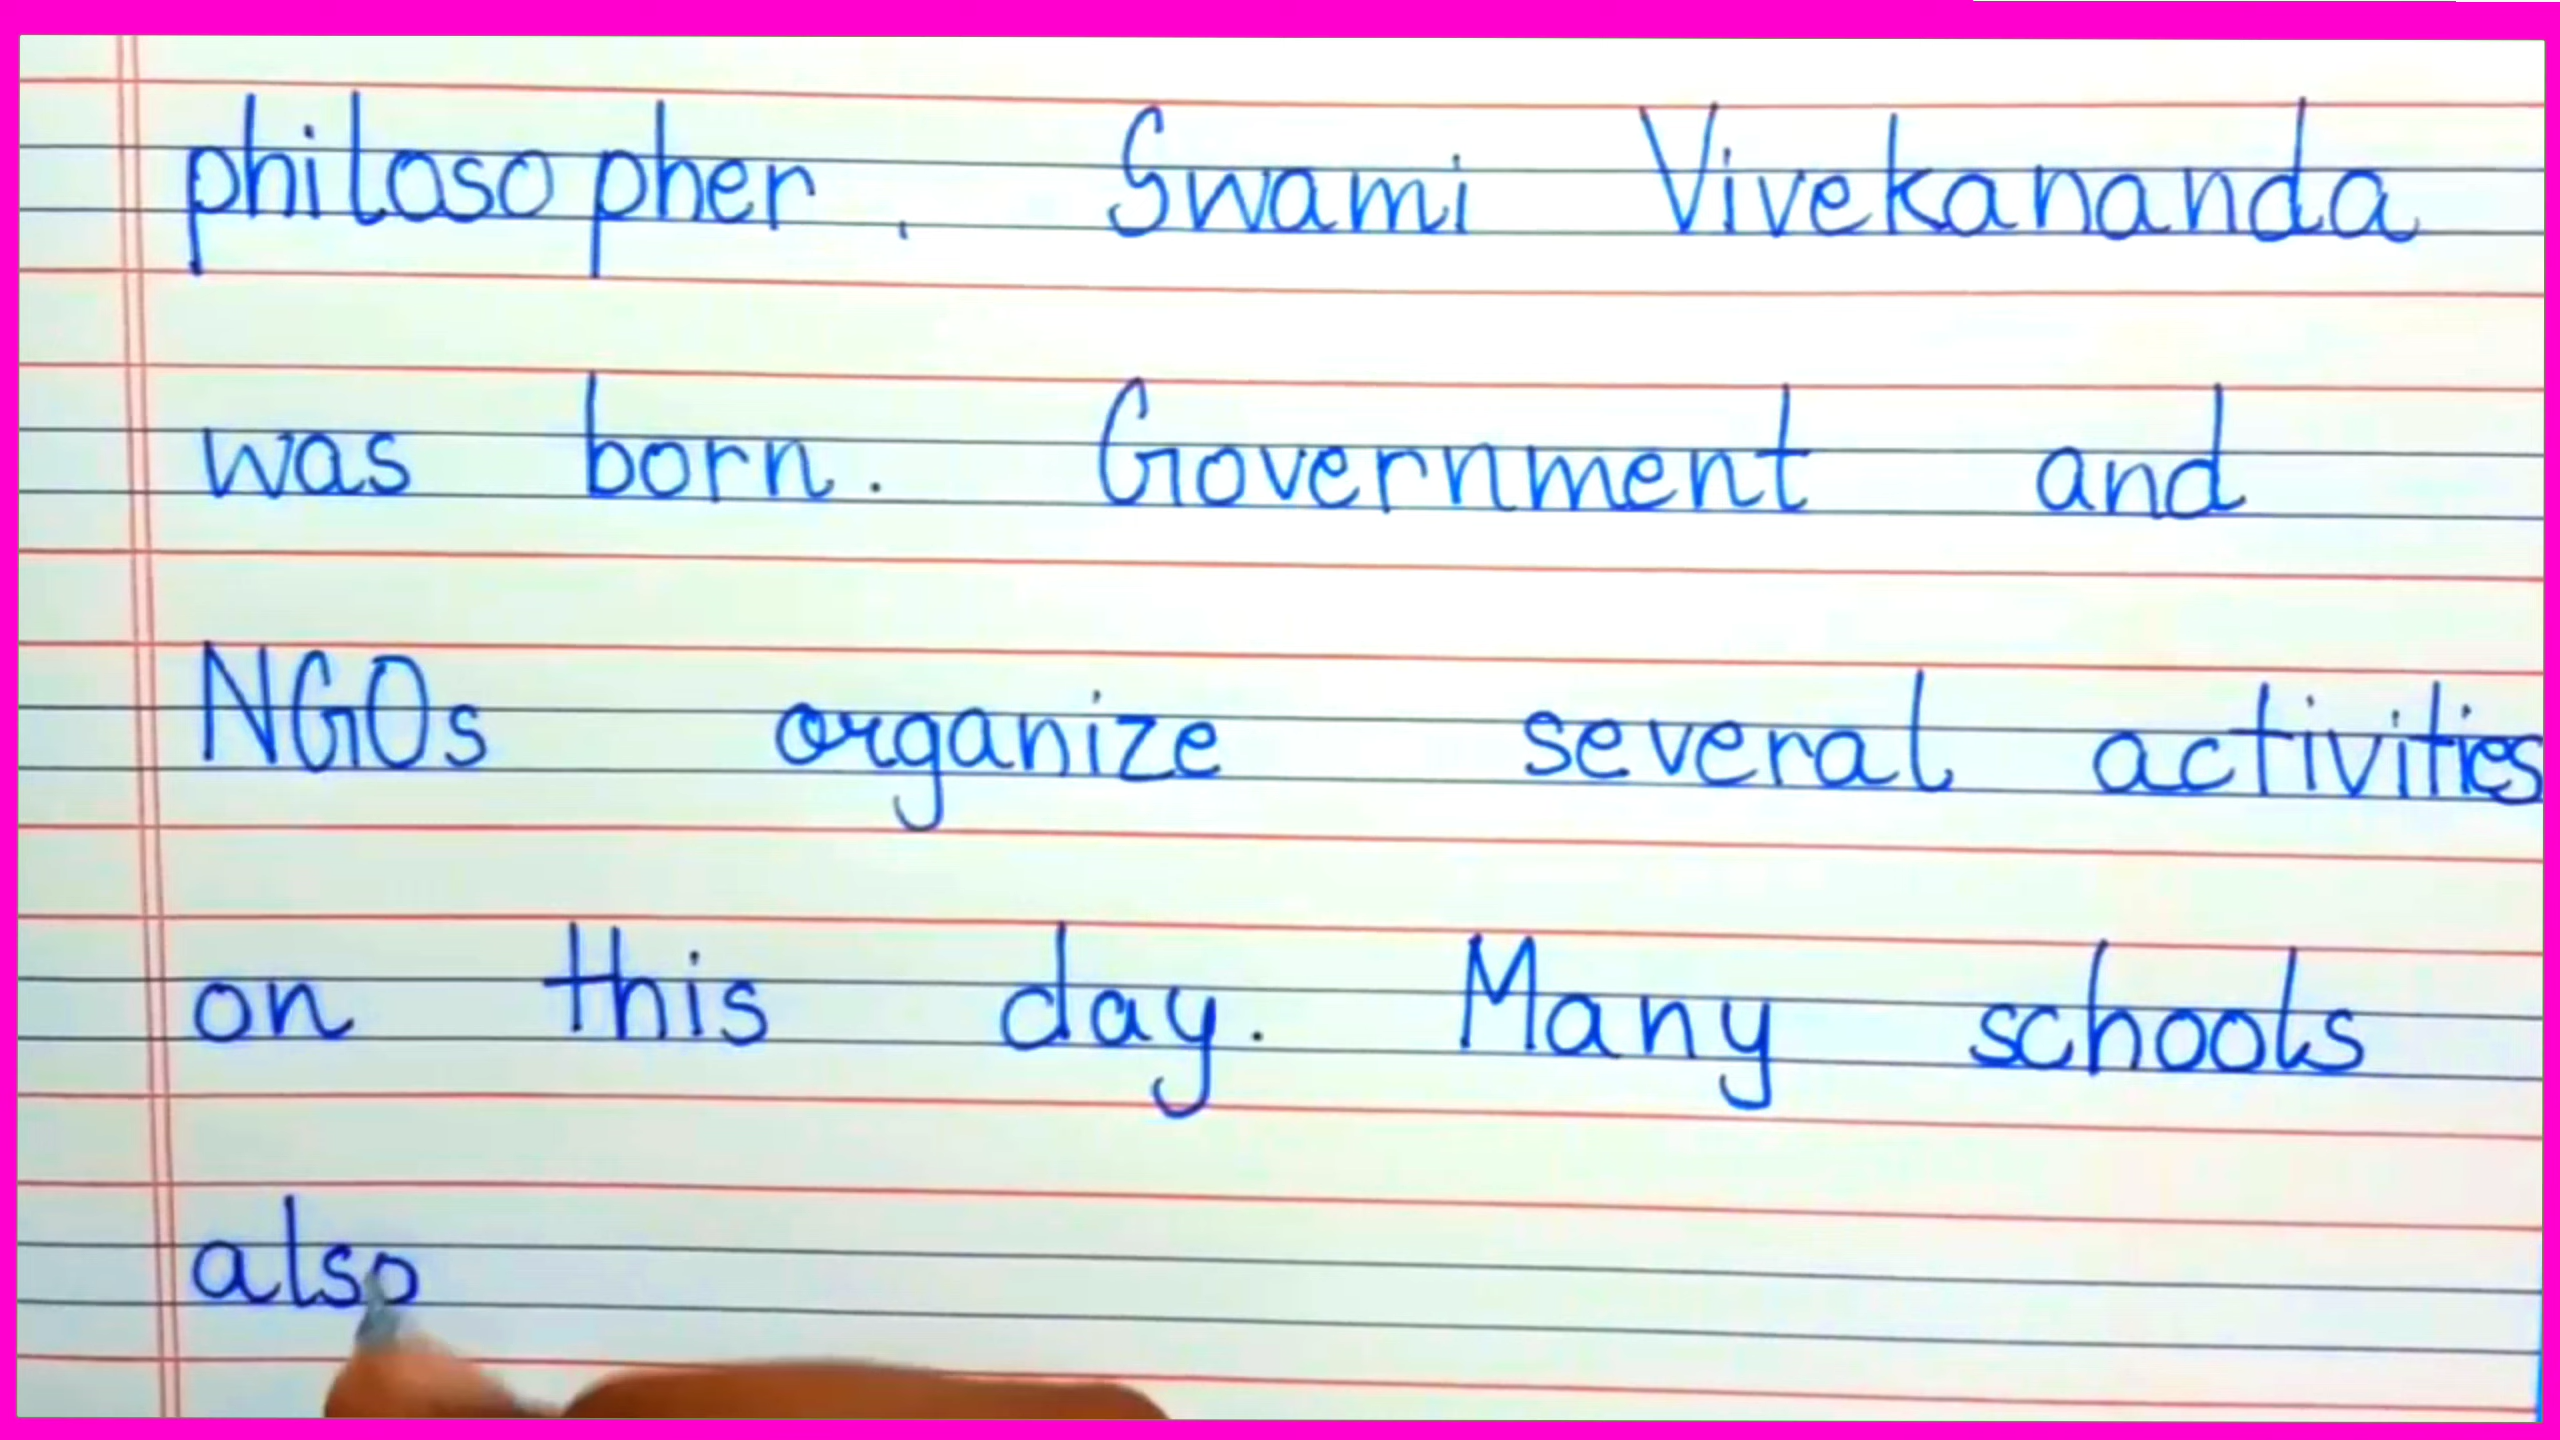 philosopher, Swami Vivekananda
was born. Government and
NGOs organize several activities
on this day. Many schools
also